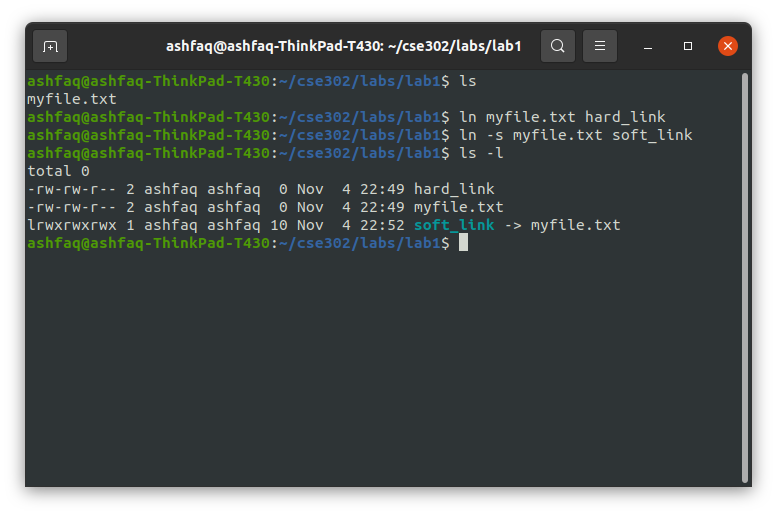 ashfaq@ashfaq-ThinkPad-T430: ~/cse302/labs/lab1
ashfaq@ashfaq-ThinkPad-T430:~/cse302/labs/lab1$ ls
myfile.txt
ashfaq@ashfaq-ThinkPad-T430:~/cse302/labs/lab1$ ln myfile.txt hard_link
ashfaq@ashfaq-ThinkPad-T430:~/cse302/labs/lab1$ ln -s myfile.txt soft_link
ashfaq@ashfaq-ThinkPad-T430:~/cse302/labs/lab1$ ls -l
total 0
-rw-rw-r-- 2 ashfaq ashfaq  0 Nov  4 22:49 hard_link
-rw-rw-r-- 2 ashfaq ashfaq  0 Nov  4 22:49 myfile.txt
lrwxrwxrwx 1 ashfaq ashfaq 10 Nov  4 22:52 soft_link -> myfile.txt
ashfaq@ashfaq-ThinkPad-T430:~/cse302/labs/lab1$